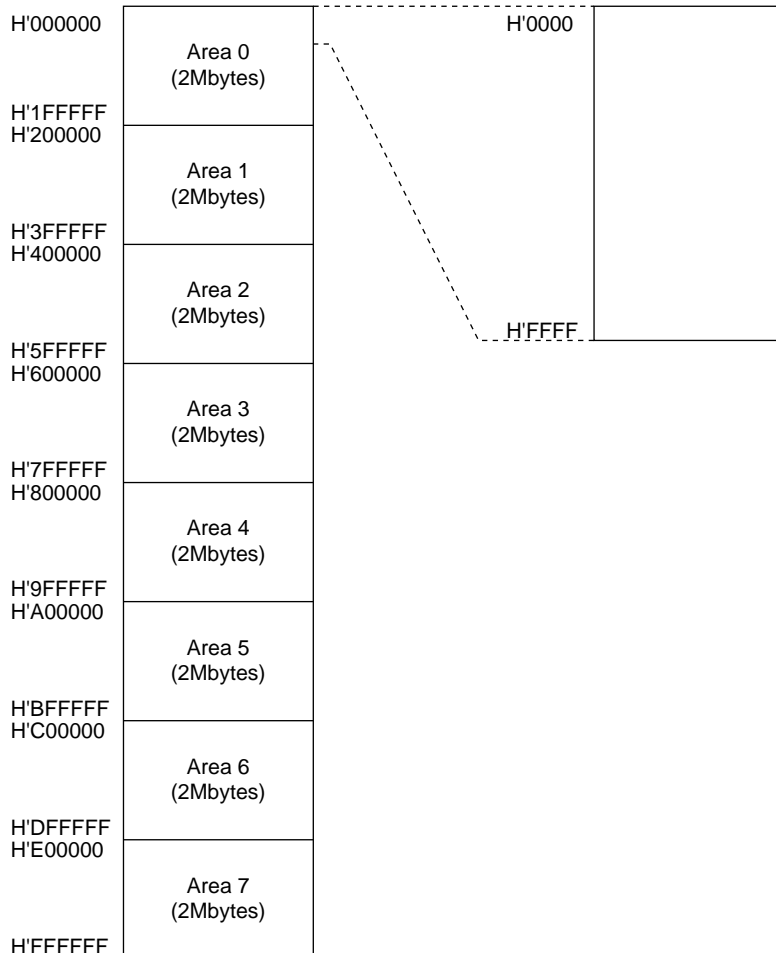 H'000000
Area 0
(2Mbytes)
H'1FFFFF
H'200000
Area 1
(2Mbytes)
H'3FFFFF
H'400000
Area 2
(2Mbytes)
H'5FFFFF
H'600000
Area 3
(2Mbytes)
H'7FFFFF
H'800000
Area 4
(2Mbytes)
H'9FFFFF
H'A00000
Area 5
(2Mbytes)
H'BFFFFF
H'C00000
Area 6
(2Mbytes)
H'DFFFFF
H'E00000
Area 7
(2Mbytes)
H'FFFFFF
H'0000
H'FFFF